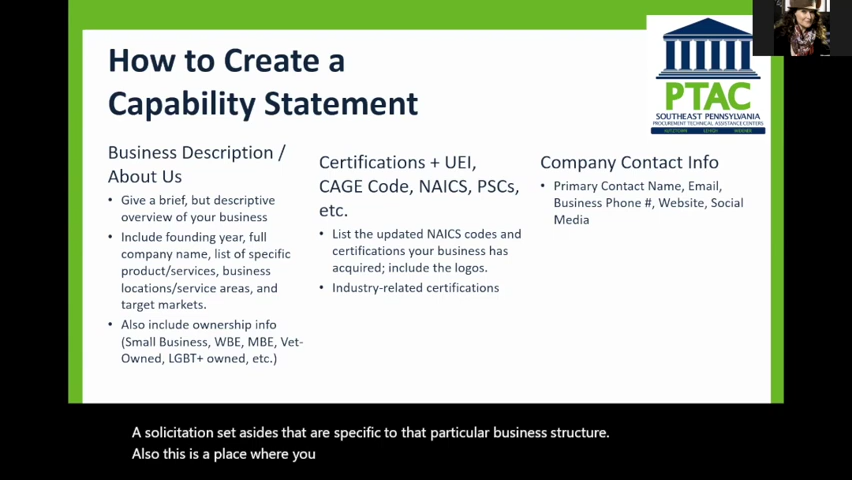 How to Create a
Capability Statement
PTAC
SOUTHEAST PENNSYLVANIA
PROCUREMENT TECHNICAL ASSISTANCE CENTERS
KUTZTOWN LEHIGH WIDENER
Business Description /
About Us
• Give a brief, but descriptive
overview of your business
• Include founding year, full
company name, list of specific
product/services, business
locations/service areas, and
target markets.
• Also include ownership info
(Small Business, WBE, MBE, Vet-
Owned, LGBT+ owned, etc.)
Certifications + UEI,
CAGE Code, NAICS, PSCs,
etc.
• List the updated NAICS codes and
certifications your business has
acquired; include the logos.
• Industry-related certifications
Company Contact Info
• Primary Contact Name, Email,
Business Phone #, Website, Social
Media
A solicitation set asides that are specific to that particular business structure.
Also this is a place where you